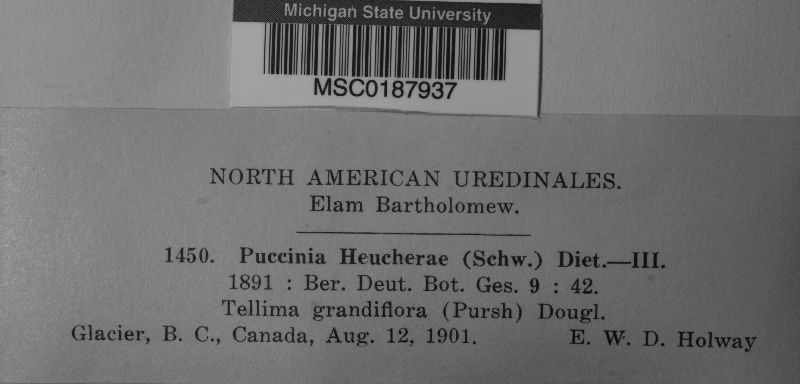 Michigan State University
MSC0187937
NORTH AMERICAN UREDINALES.
Elam Bartholomew.
1450. Puccinia Heucherae (Schw.) Diet.—III.
1891 : Ber. Deut. Bot. Ges. 9 : 42.
Tellima grandiflora (Pursh) Dougl.
Glacier, B. C., Canada, Aug. 12, 1901. E. W. D. Holway